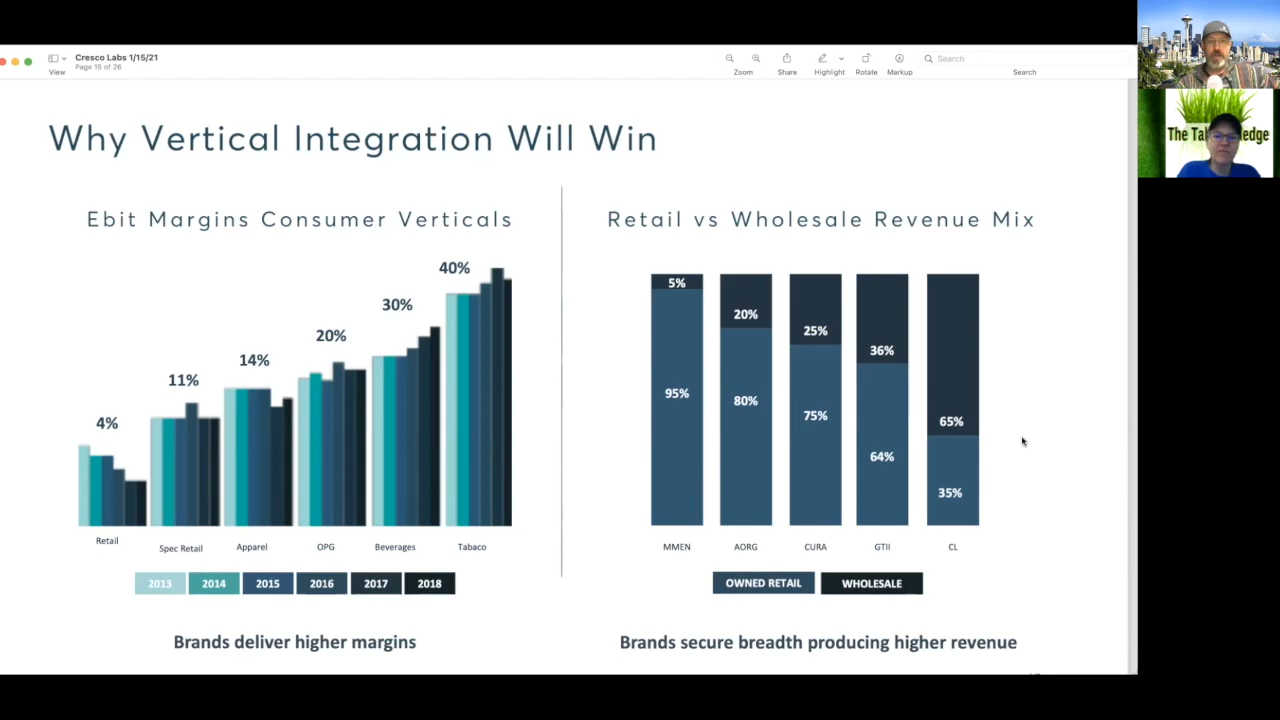 Cresco Labs 1/15/21
Page 15 of 26
View
Zoom
Share
Highlight
Rotate
Markup
Search
Search
The Tal edge
Why Vertical Integration Will Win
Ebit Margins Consumer Verticals
4%
11%
14%
20%
30%
40%
Retail
Spec Retail
Apparel
OPG
Beverages
Tabaco
2013
2014
2015
2016
2017
2018
Brands deliver higher margins
Retail vs Wholesale Revenue Mix
5%
20%
25%
36%
65%
95%
80%
75%
64%
35%
MMEN
AORG
CURA
GTII
CL
OWNED RETAIL
WHOLESALE
Brands secure breadth producing higher revenue